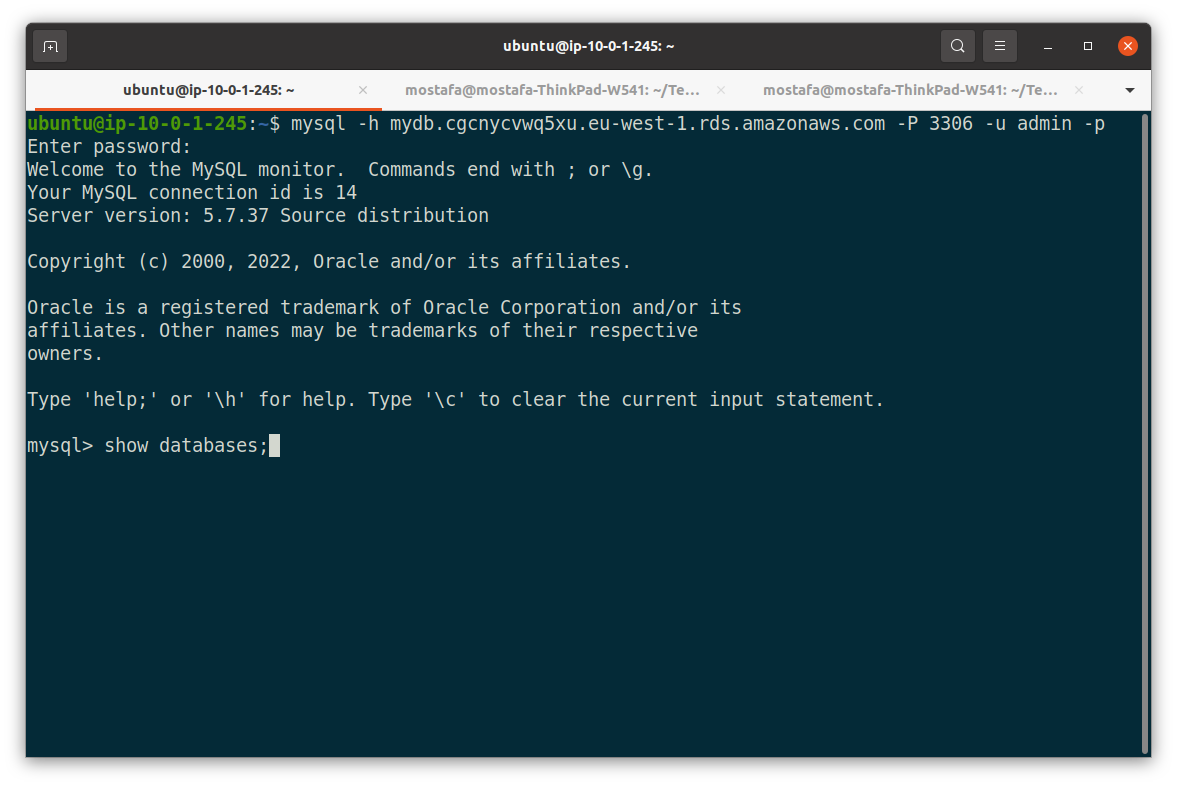 ubuntu@ip-10-0-1-245: ~
ubuntu@ip-10-0-1-245: ~ mostafa@mostafa-ThinkPad-W541: ~/Te... mostafa@mostafa-ThinkPad-W541: ~/Te...
ubuntu@ip-10-0-1-245:~$ mysql -h mydb.cgcnycvwq5xu.eu-west-1.rds.amazonaws.com -P 3306 -u admin -p
Enter password:
Welcome to the MySQL monitor.  Commands end with ; or \g.
Your MySQL connection id is 14
Server version: 5.7.37 Source distribution
Copyright (c) 2000, 2022, Oracle and/or its affiliates.
Oracle is a registered trademark of Oracle Corporation and/or its
affiliates. Other names may be trademarks of their respective
owners.
Type 'help;' or '\h' for help. Type '\c' to clear the current input statement.
mysql> show databases;